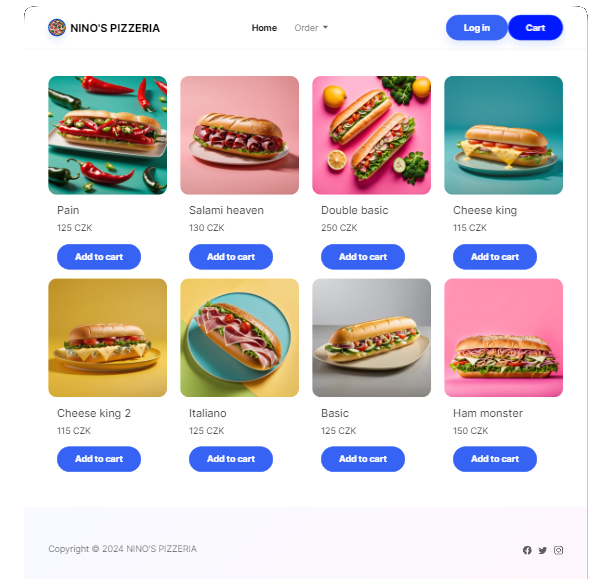 NINO'S PIZZERIA Home Order Log in Cart
Pain Salami heaven Double basic Cheese king
125 CZK 130 CZK 250 CZK 115 CZK
Add to cart Add to cart Add to cart Add to cart
Cheese king 2 Italiano Basic Ham monster
115 CZK 125 CZK 125 CZK 150 CZK
Add to cart Add to cart Add to cart Add to cart
Copyright © 2024 NINO'S PIZZERIA